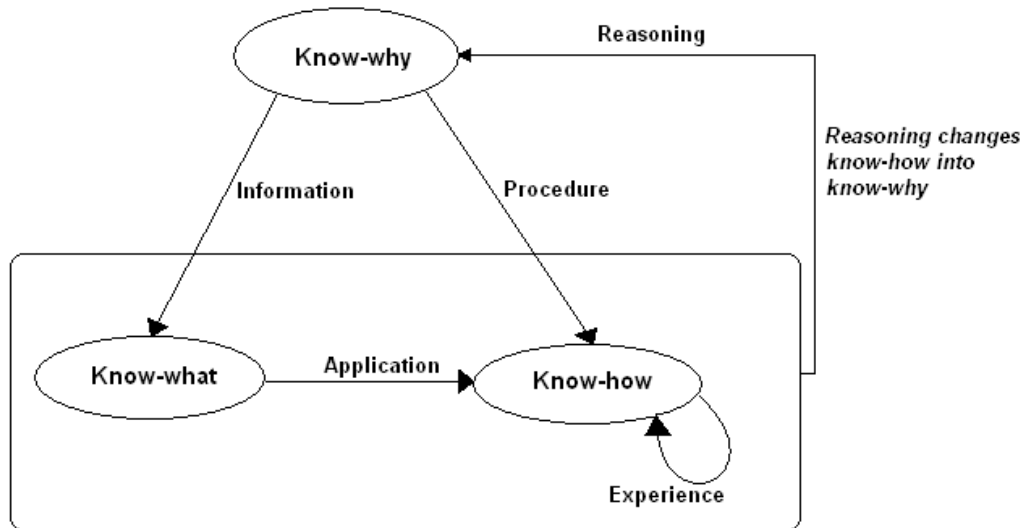 Reasoning
Know-why
Reasoning changes
know-how into
know-why
Information
Procedure
Know-what
Application
Know-how
Experience